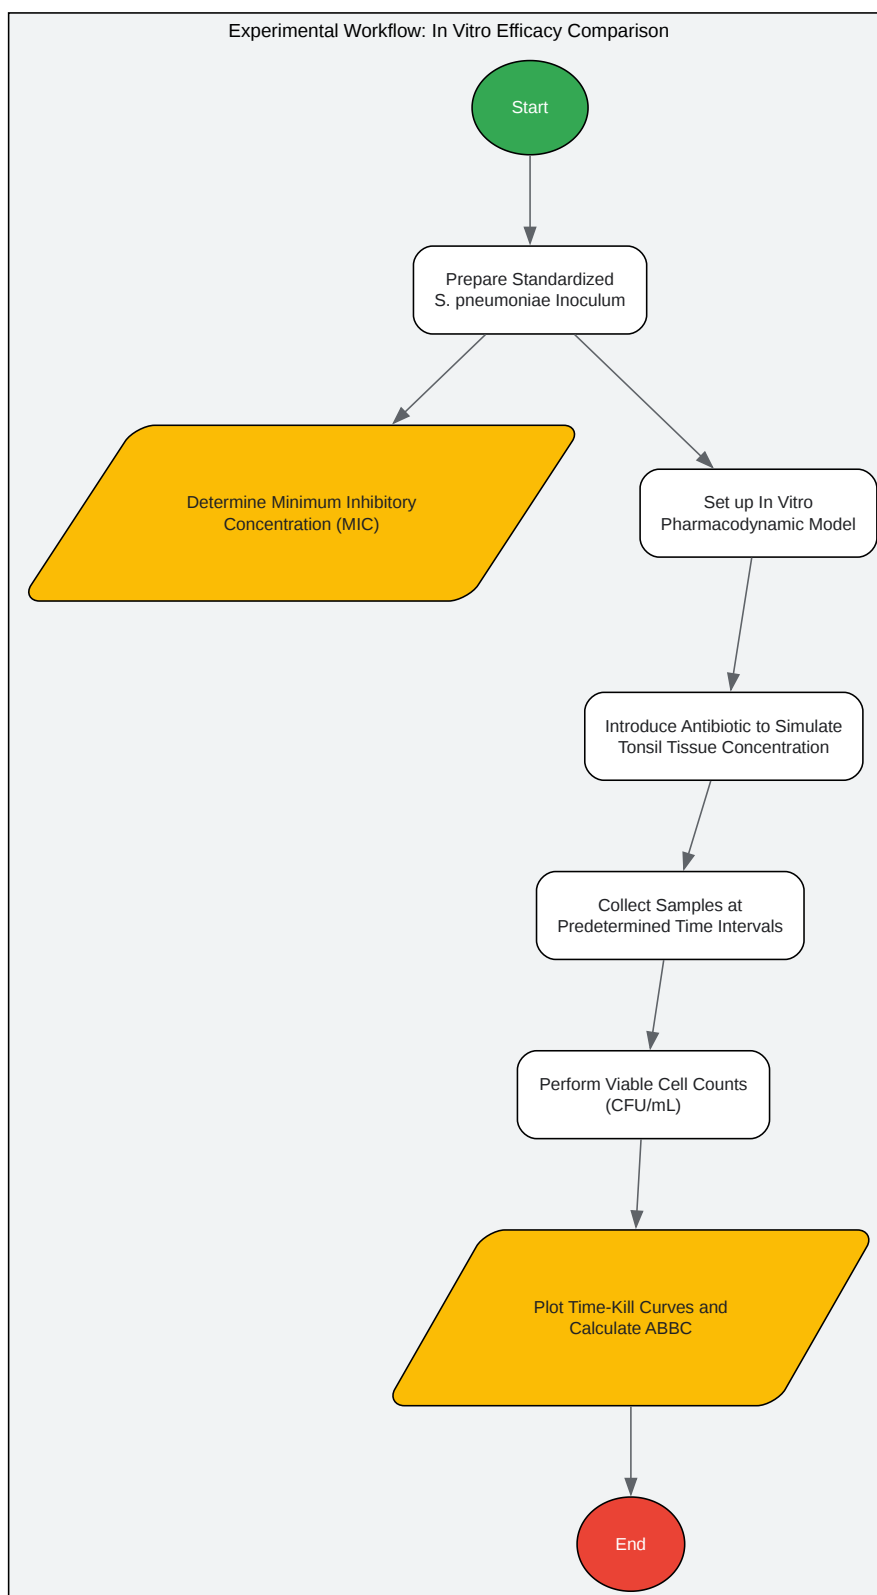 Experimental Workflow: In Vitro Efficacy Comparison
Start
Prepare Standardized
S. pneumoniae Inoculum
Determine Minimum Inhibitory
Concentration (MIC)
Set up In Vitro
Pharmacodynamic Model
Introduce Antibiotic to Simulate
Tonsil Tissue Concentration
Collect Samples at
Predetermined Time Intervals
Perform Viable Cell Counts
(CFU/mL)
Plot Time-Kill Curves and
Calculate ABBC
End